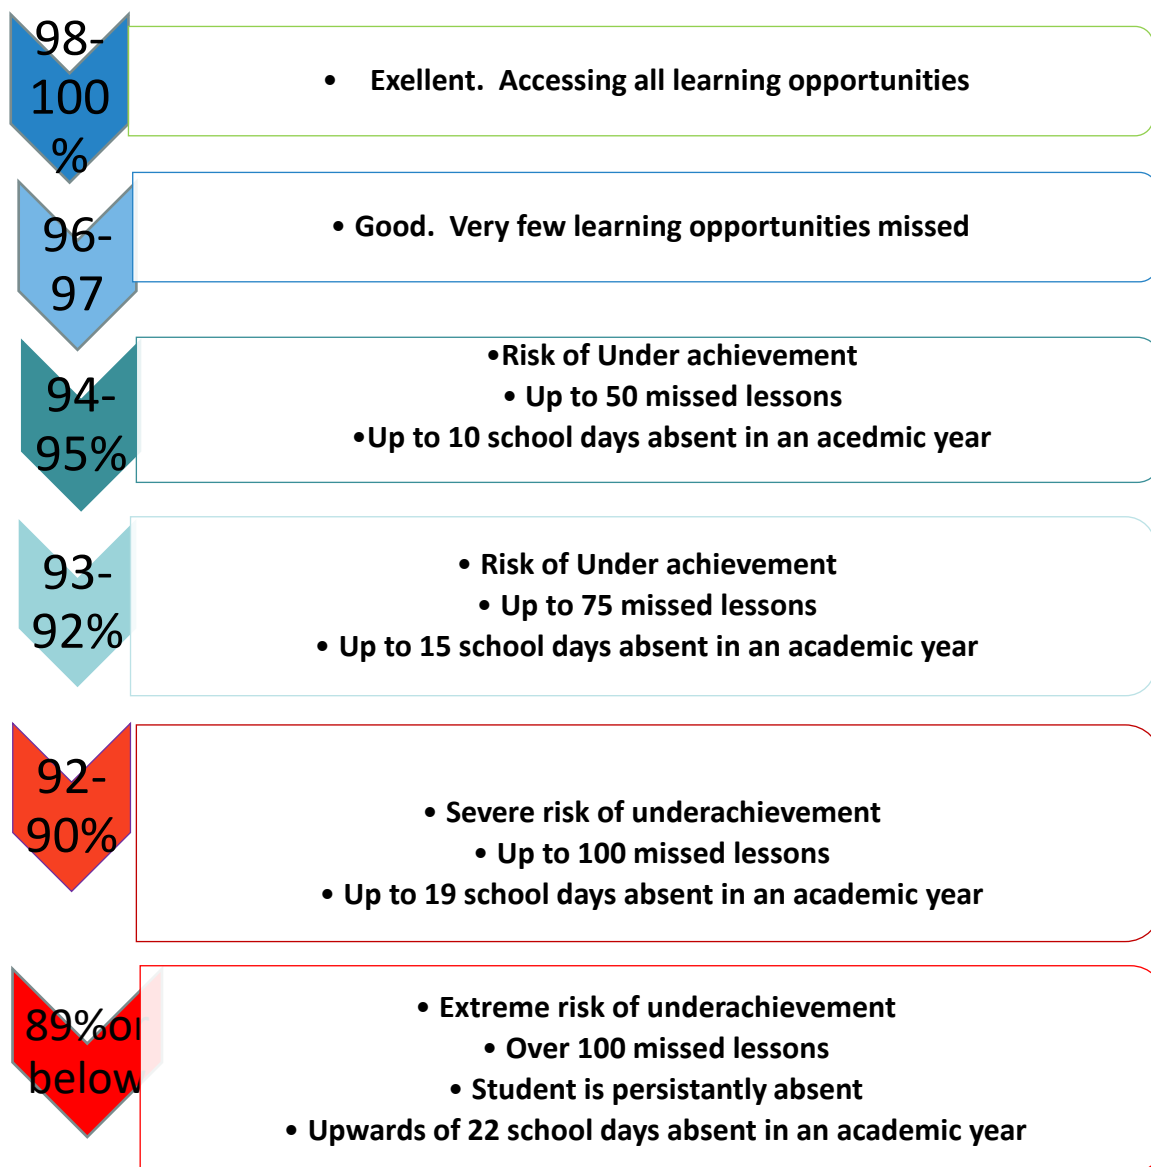 98-
100
%
• Exellent. Accessing all learning opportunities
96-
97
• Good. Very few learning opportunities missed
94-
95%
•Risk of Under achievement
• Up to 50 missed lessons
•Up to 10 school days absent in an acedmic year
93-
92%
• Risk of Under achievement
• Up to 75 missed lessons
• Up to 15 school days absent in an academic year
92-
90%
• Severe risk of underachievement
• Up to 100 missed lessons
• Up to 19 school days absent in an academic year
89%or
below
• Extreme risk of underachievement
• Over 100 missed lessons
• Student is persistantly absent
• Upwards of 22 school days absent in an academic year